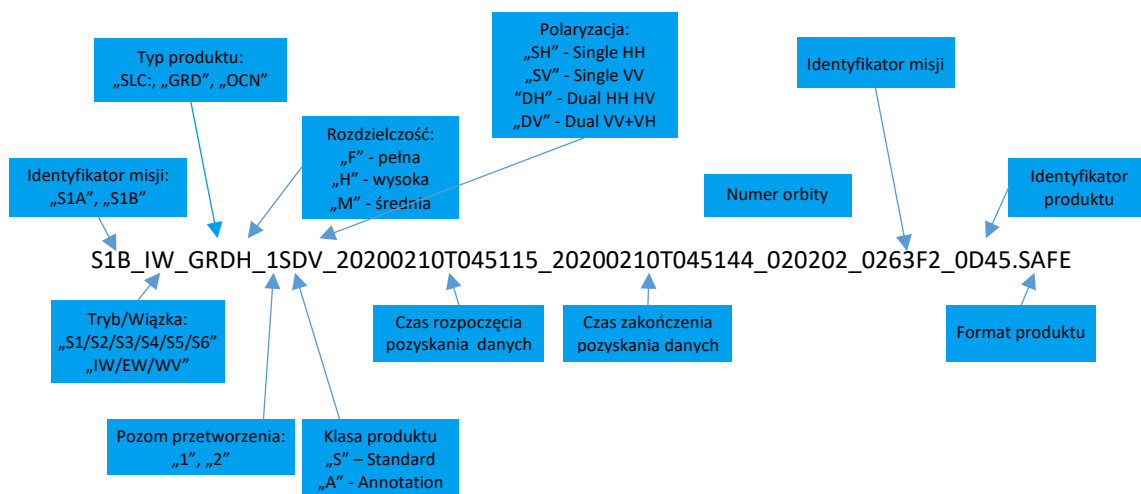 Typ produktu:
„SLC:, „GRD”, „OCN”
Polaryzacja:
„SH” - Single HH
„SV” - Single VV
“DH” - Dual HH HV
„DV” - Dual VV+VH
Identyfikator misji
Rozdzielczość:
„F” - pełna
„H” - wysoka
„M” – średnia
Identyfikator misji:
„S1A”, „S1B”
Numer orbity
Identyfikator
produktu
S1B_IW_GRDH_1SDV_20200210T045115_20200210T045144_020202_0263F2_0D45.SAFE
Tryb/Wiązka:
„S1/S2/S3/S4/S5/S6”
„IW/EW/WV”
Czas rozpoczęcia
pozyskania danych
Czas zakończenia
pozyskania danych
Format produktu
Pozom przetworzenia:
„1”, „2”
Klasa produktu
„S” – Standard
„A” - Annotation